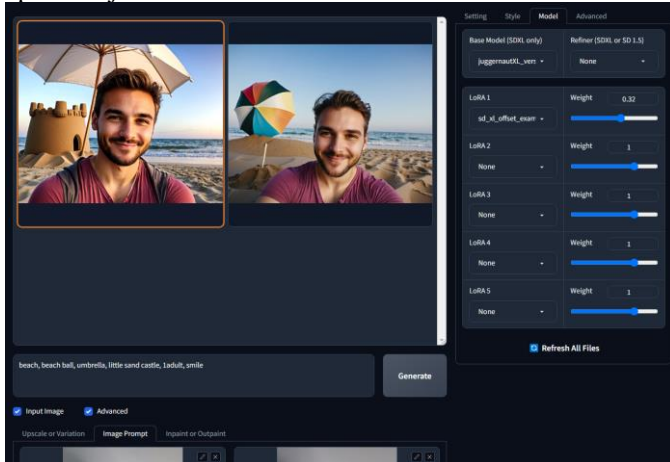 Setting Style Model Advanced
Base Model (SDXL only) Refiner (SDXL or SD 1.5)
juggernautXL_vers None
LoRA 1 Weight 0.32
sd_xl_offset_exam
LoRA 2 Weight 1
None
LoRA 3 Weight 1
None
LoRA 4 Weight 1
None
LoRA 5 Weight 1
None
Refresh All Files
beach, beach ball, umbrella, little sand castle, 1adult, smile
Generate
Input Image Advanced
Upscale or Variation Image Prompt Inpaint or Outpaint